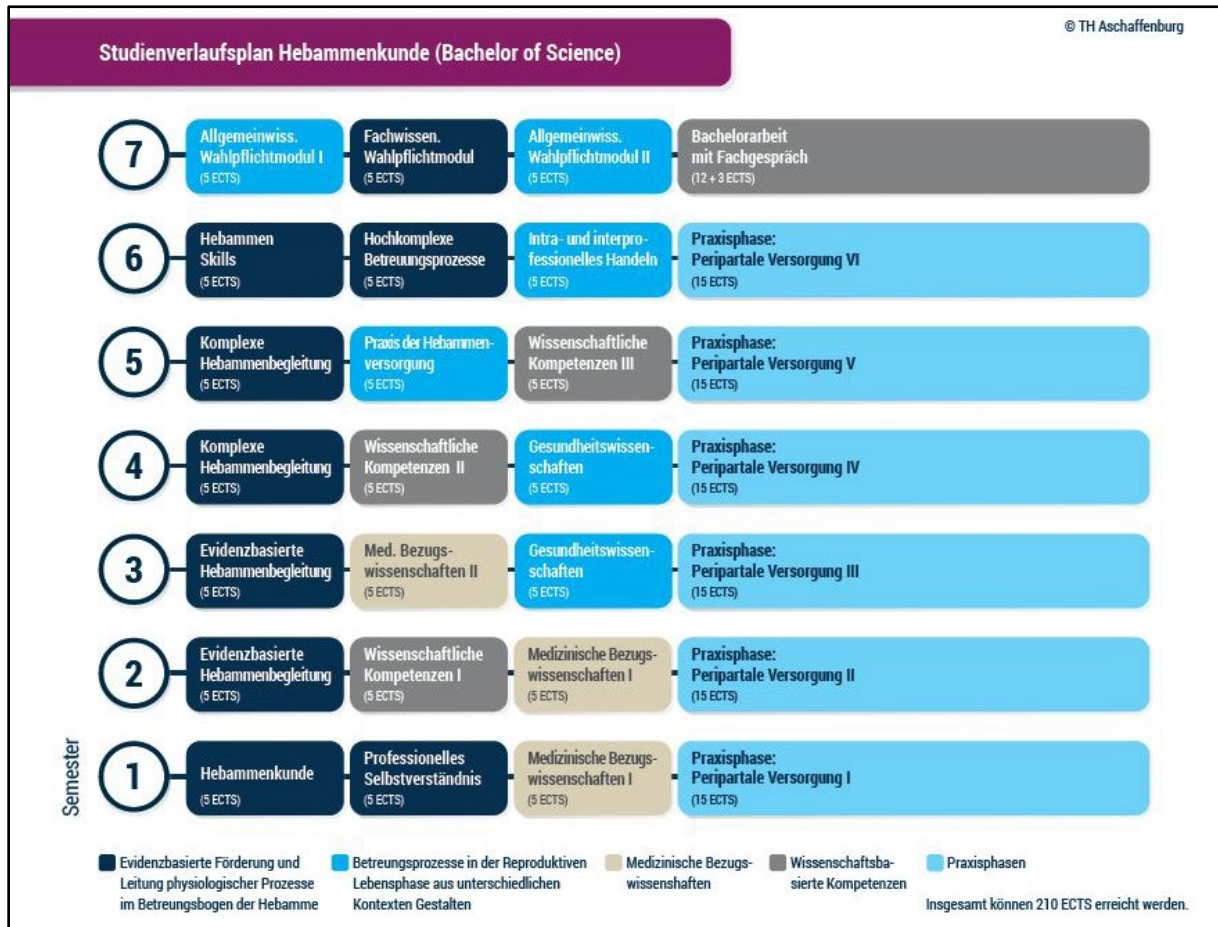 © TH Aschaffenburg
Studienverlaufsplan Hebammenkunde (Bachelor of Science)
7
Allgemeinwiss.
Wahlpflichtmodul I
(5 ECTS)
Fachwissen.
Wahlpflichtmodul
(5 ECTS)
Allgemeinwiss.
Wahlpflichtmodul II
(5 ECTS)
Bachelorarbeit
mit Fachgespräch
(12 + 3 ECTS)
6
Hebammen
Skills
(5 ECTS)
Hochkomplexe
Betreuungsprozesse
(5 ECTS)
Intra- und interpro-
fessionelles Handeln
(5 ECTS)
Praxisphase:
Peripartale Versorgung VI
(15 ECTS)
5
Komplexe
Hebammenbegleitung
(5 ECTS)
Praxis der Hebammen-
versorgung
(5 ECTS)
Wissenschaftliche
Kompetenzen III
(5 ECTS)
Praxisphase:
Peripartale Versorgung V
(15 ECTS)
4
Komplexe
Hebammenbegleitung
(5 ECTS)
Wissenschaftliche
Kompetenzen II
(5 ECTS)
Gesundheitswissen-
schaften
(5 ECTS)
Praxisphase:
Peripartale Versorgung IV
(15 ECTS)
3
Evidenzbasierte
Hebammenbegleitung
(5 ECTS)
Med. Bezugs-
wissenschaften II
(5 ECTS)
Gesundheitswissen-
schaften
(5 ECTS)
Praxisphase:
Peripartale Versorgung III
(15 ECTS)
2
Evidenzbasierte
Hebammenbegleitung
(5 ECTS)
Wissenschaftliche
Kompetenzen I
(5 ECTS)
Medizinische Bezugs-
wissenschaften I
(5 ECTS)
Praxisphase:
Peripartale Versorgung II
(15 ECTS)
Semester
1
Hebammenkunde
(5 ECTS)
Professionelles
Selbstverständnis
(5 ECTS)
Medizinische Bezugs-
wissenschaften I
(5 ECTS)
Praxisphase:
Peripartale Versorgung I
(15 ECTS)
Evidenzbasierte Förderung und
Leitung physiologischer Prozesse
im Betreungsbogen der Hebamme
Betreungsprozesse in der Reproduktiven
Lebensphase aus unterschiedlichen
Kontexten Gestalten
Medizinische Bezugs-
wissenshaften
Wissenschaftsba-
sierte Kompetenzen
Praxisphasen
Insgesamt können 210 ECTS erreicht werden.